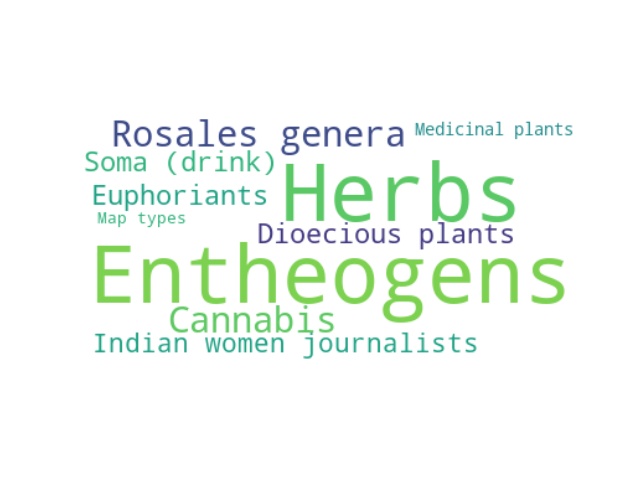 Rosales genera
Medicinal plants
Soma (drink)
Herbs
Euphoriants
Map types
Dioecious plants
Entheogens
Cannabis
Indian women journalists